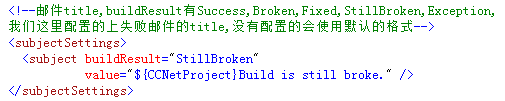 <!--邮件title,buildResult有Success,Broken,Fixed,StillBroken,Exception,
我们这里配置的上失败邮件的title,没有配置的会使用默认的格式-->
<subjectSettings>
<subject buildResult="StillBroken"
value="${CCNetProject}Build is still broke." />
</subjectSettings>